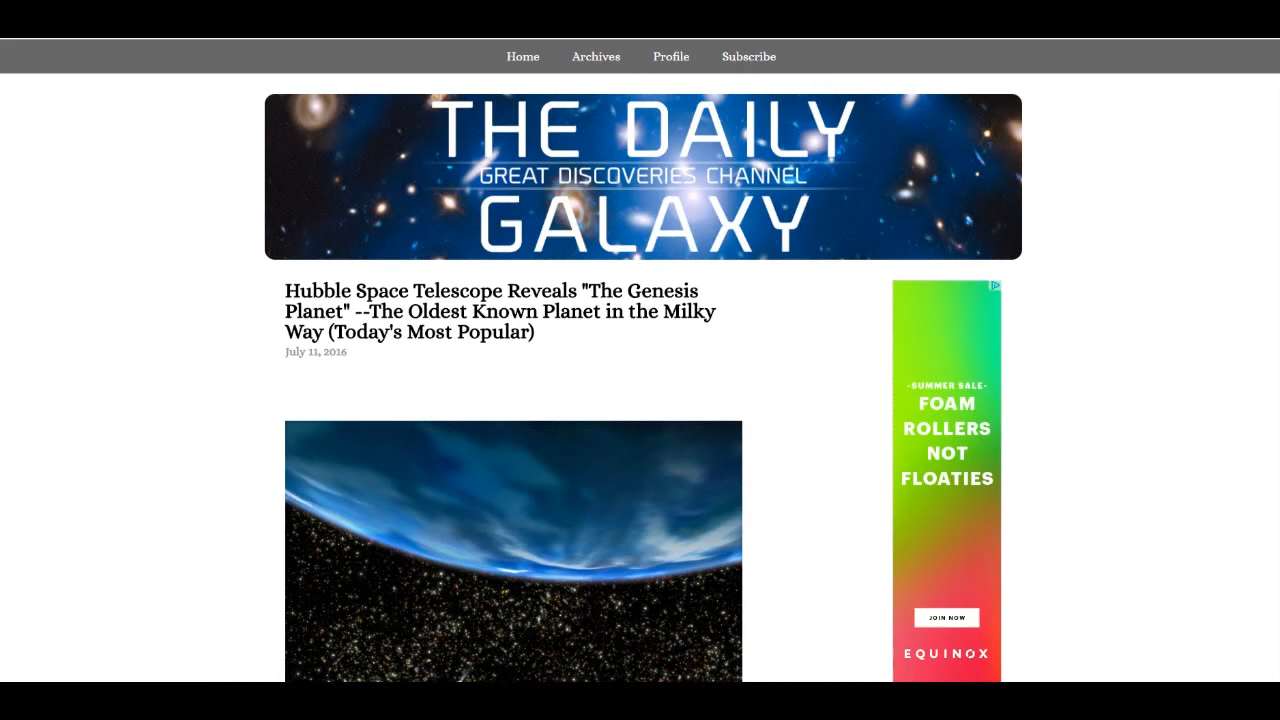 Home Archives Profile Subscribe
THE DAILY
GREAT DISCOVERIES CHANNEL
GALAXY
Hubble Space Telescope Reveals "The Genesis
Planet" --The Oldest Known Planet in the Milky
Way (Today's Most Popular)
July 11, 2016
-SUMMER SALE-
FOAM
ROLLERS
NOT
FLOATIES
JOIN NOW
EQUINOX